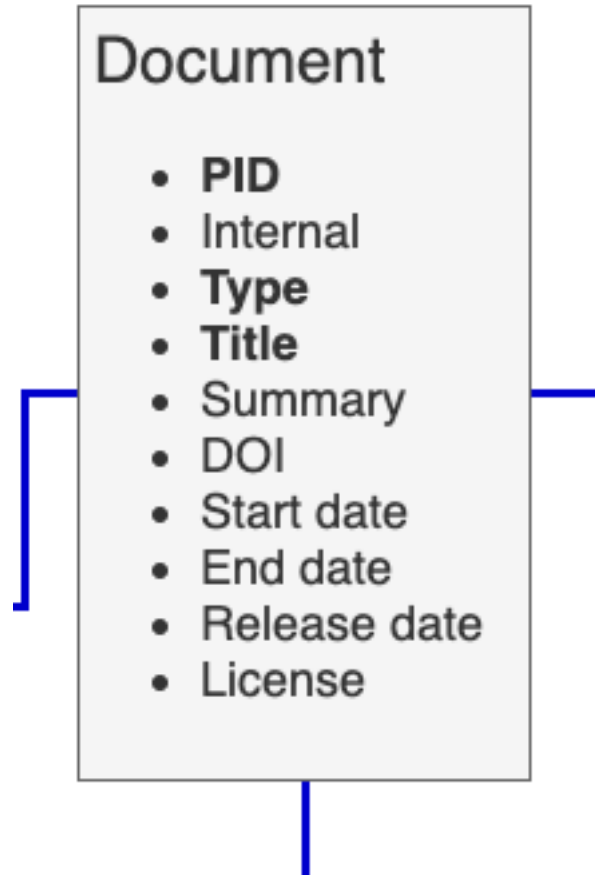 Document
• PID
• Internal
• Type
• Title
• Summary
• DOI
• Start date
• End date
• Release date
• License